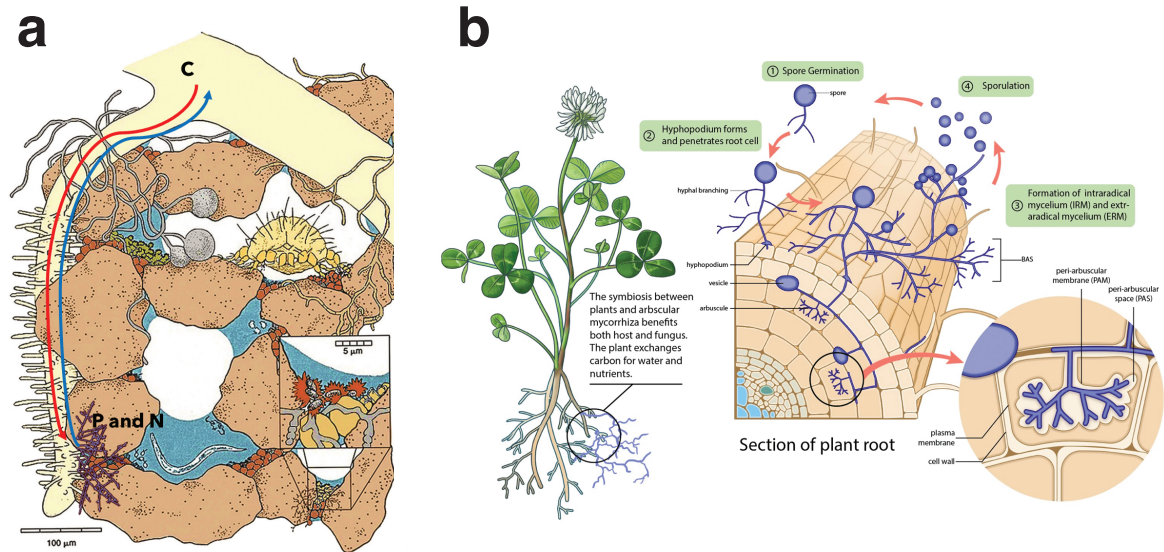 a
C
P and N
5 µm
100 µm
b
① Spore Germination
spore
④ Sporulation
② Hyphopodium forms
and penetrates root cell
hyphal branching
Formation of intraradical
③ mycelium (IRM) and extr-
aradical mycelium (ERM)
hyphopodium
BAS
vesicle
arbuscule
peri-arbuscular
membrane (PAM)
peri-arbuscular
space (PAS)
The symbiosis between
plants and arbscular
mycorrhiza benefits
both host and fungus.
The plant exchanges
carbon for water and
nutrients.
plasma
membrane
cell wall
Section of plant root